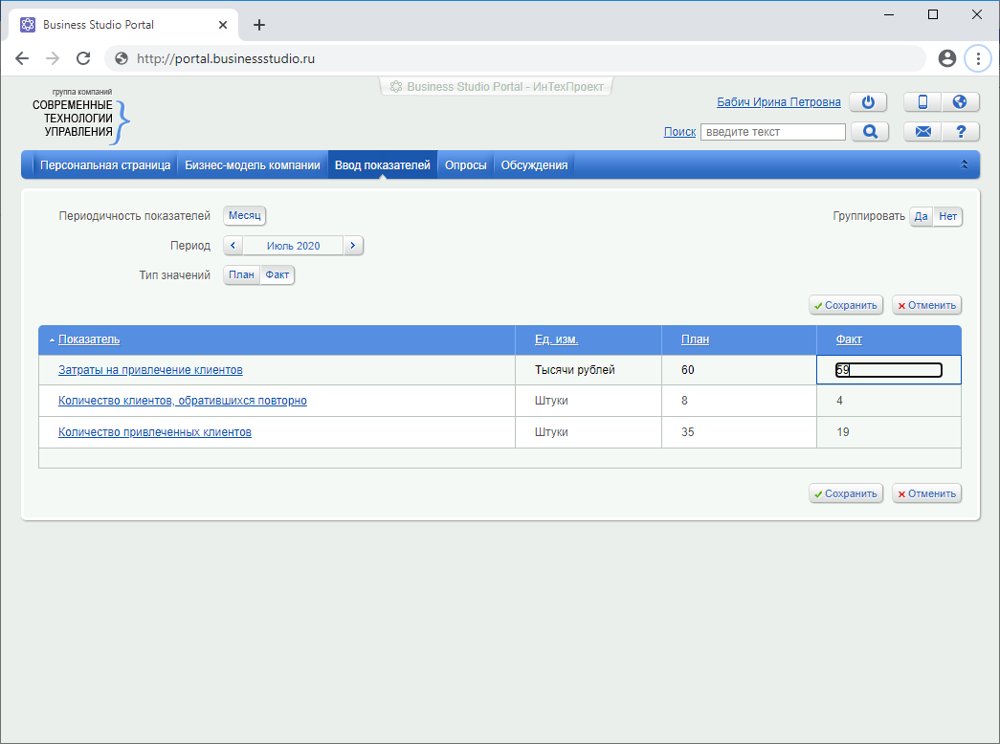 Business Studio Portal
http://portal.businessstudio.ru
Business Studio Portal - ИнТехПроект
группа компаний
СОВРЕМЕННЫЕ
ТЕХНОЛОГИИ
УПРАВЛЕНИЯ
Бабич Ирина Петровна
Поиск введите текст ?
Персональная страница Бизнес-модель компании Ввод показателей Опросы Обсуждения
Периодичность показателей Месяц Группировать Да Нет
Период Июль 2020
Тип значений План Факт
Сохранить Отменить
Показатель Ед. изм. План Факт
Затраты на привлечение клиентов Тысячи рублей 60 59
Количество клиентов, обратившихся повторно Штуки 8 4
Количество привлеченных клиентов Штуки 35 19
Сохранить Отменить